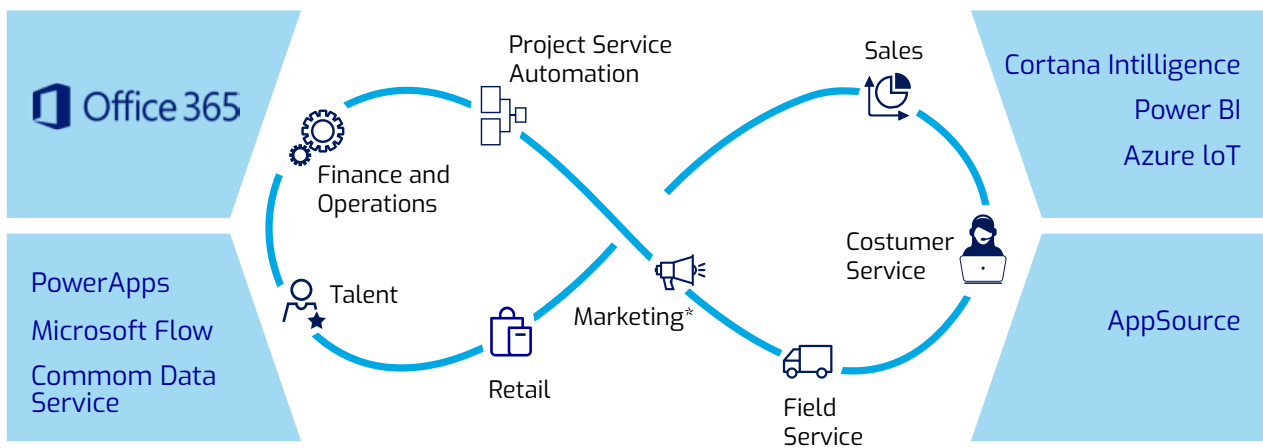 Office 365
PowerApps
Microsoft Flow
Commom Data
Service
Project Service
Automation
Finance and
Operations
Talent
Retail
Marketing*
Sales
Costumer
Service
Field
Service
Cortana Intilligence
Power BI
Azure loT
AppSource